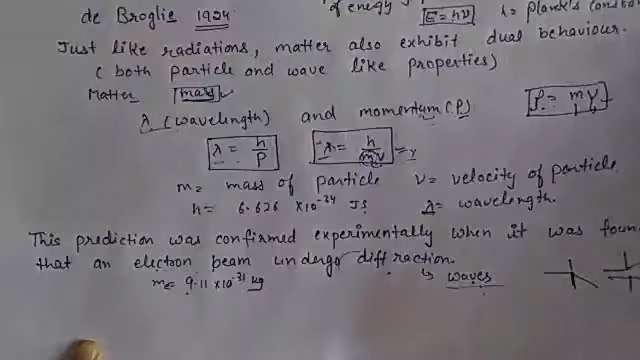 of energy
de Broglie 1924
E = hν h = Planck's Const
Just like radiations, matter also exhibit dual behaviour.
( both particle and wave like properties)
Matter mass
λ (wavelength) and momentum (P)
P = mv
λ = h/P λ = h/mv
m = mass of particle v = velocity of particle
h = 6.626 × 10⁻³⁴ JS λ = wavelength.
This prediction was confirmed experimentally when it was foun
that an electron beam undergo diffraction.
m = 9.11 × 10⁻³¹ kg ↳ waves